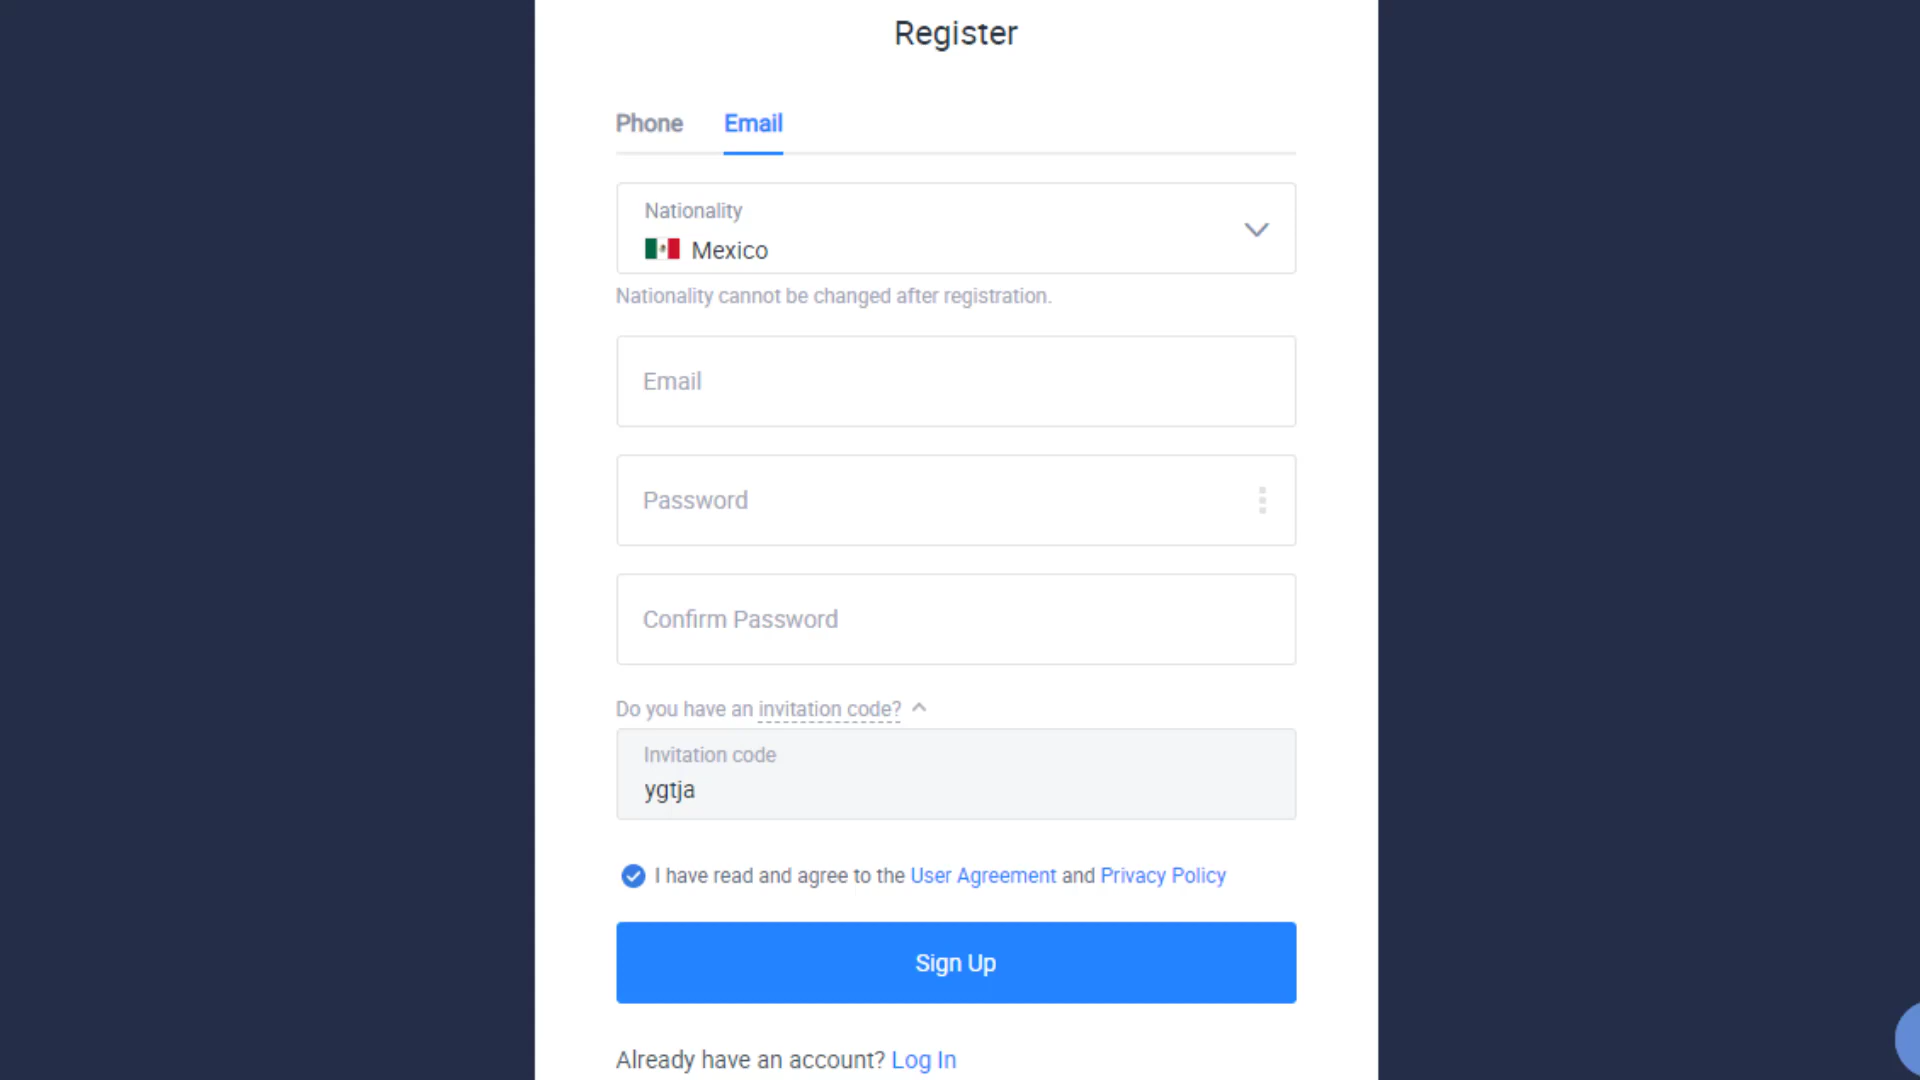 Register
Phone Email
Nationality
Mexico
Nationality cannot be changed after registration.
Email
Password
Confirm Password
Do you have an invitation code?
Invitation code
ygtja
I have read and agree to the User Agreement and Privacy Policy
Sign Up
Already have an account? Log In